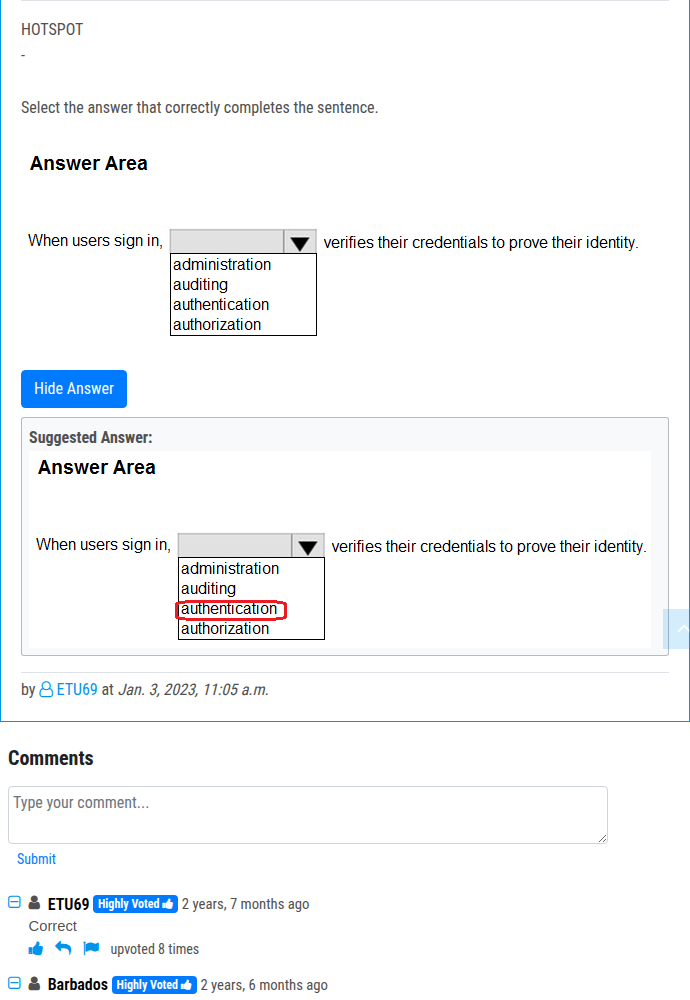 HOTSPOT
-
Select the answer that correctly completes the sentence.
Answer Area
When users sign in, verifies their credentials to prove their identity.
administration
auditing
authentication
authorization
Hide Answer
Suggested Answer:
Answer Area
When users sign in, verifies their credentials to prove their identity.
administration
auditing
authentication
authorization
by ETU69 at Jan. 3, 2023, 11:05 a.m.
Comments
Type your comment...
Submit
ETU69 Highly Voted 2 years, 7 months ago
Correct
upvoted 8 times
Barbados Highly Voted 2 years, 6 months ago